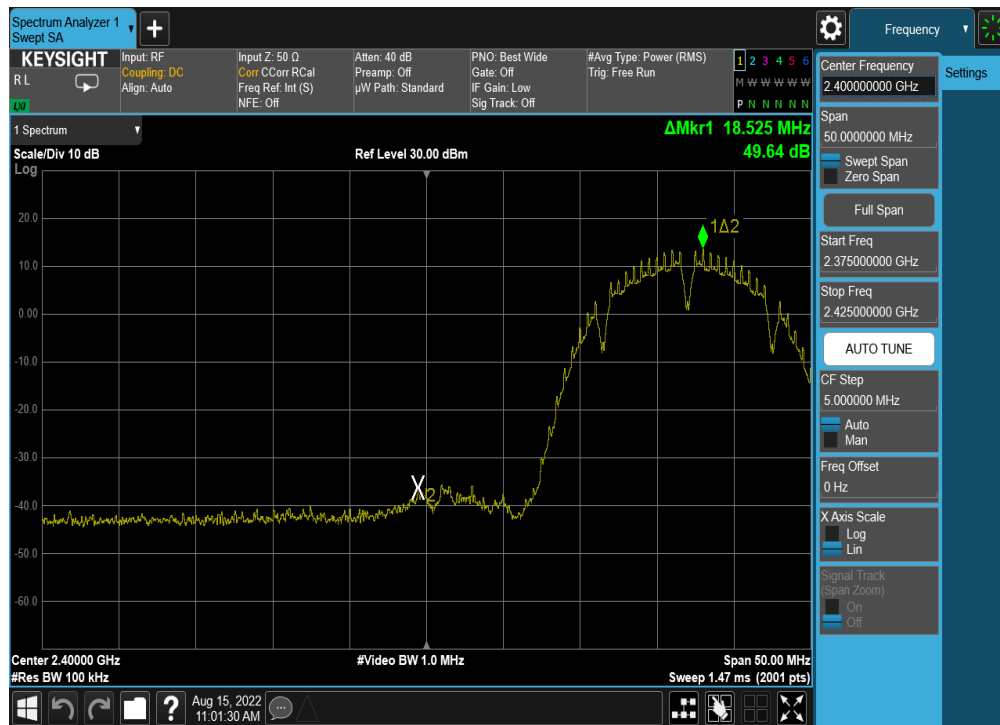 Spectrum Analyzer 1
Swept SA
+
Frequency
KEYSIGHT
R L
LXI
Input: RF
Coupling: DC
Align: Auto
Input Z: 50 Ω
Corr CCorr RCal
Freq Ref: Int (S)
NFE: Off
Atten: 40 dB
Preamp: Off
µW Path: Standard
PNO: Best Wide
Gate: Off
IF Gain: Low
Sig Track: Off
#Avg Type: Power (RMS)
Trig: Free Run
1 2 3 4 5 6
M W W W W W
P N N N N N
1 Spectrum
ΔMkr1 18.525 MHz
49.64 dB
Scale/Div 10 dB
Ref Level 30.00 dBm
Log
20.0
10.0
0.00
-10.0
-20.0
-30.0
-40.0
-50.0
-60.0
1Δ2
X2
Center 2.40000 GHz
#Video BW 1.0 MHz
Span 50.00 MHz
#Res BW 100 kHz
Sweep 1.47 ms (2001 pts)
Center Frequency
2.400000000 GHz
Settings
Span
50.0000000 MHz
Swept Span
Zero Span
Full Span
Start Freq
2.375000000 GHz
Stop Freq
2.425000000 GHz
AUTO TUNE
CF Step
5.000000 MHz
Auto
Man
Freq Offset
0 Hz
X Axis Scale
Log
Lin
Signal Track
(Span Zoom)
On
Off
?
Aug 15, 2022
11:01:30 AM